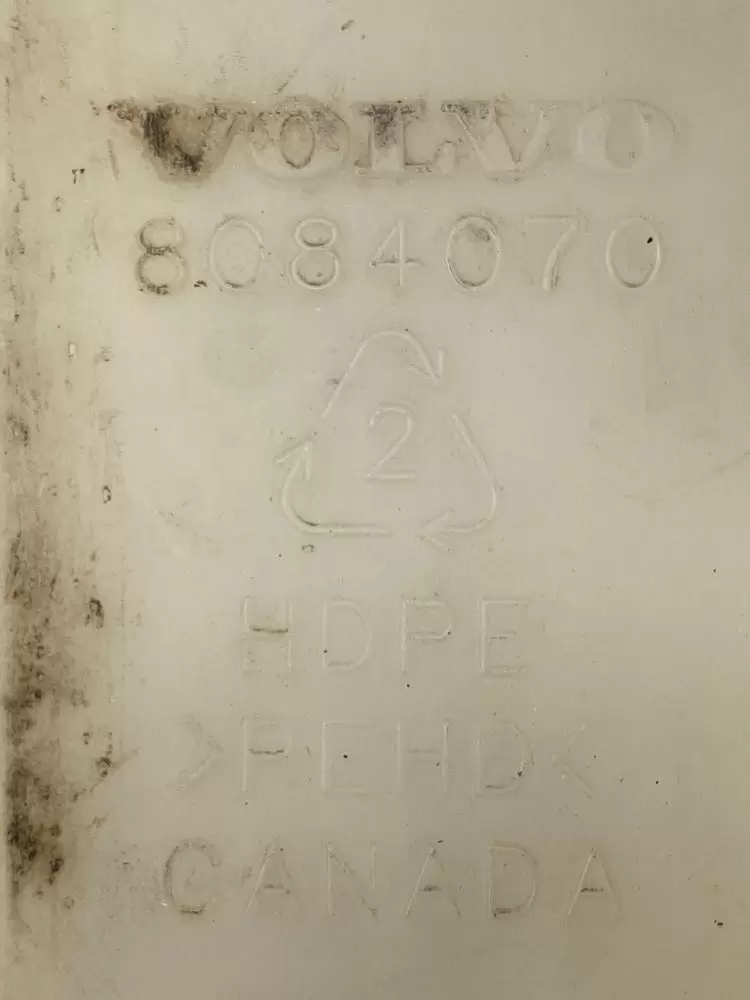 VOLVO
8084070
2
HDPE
>PEHD<
CANADA